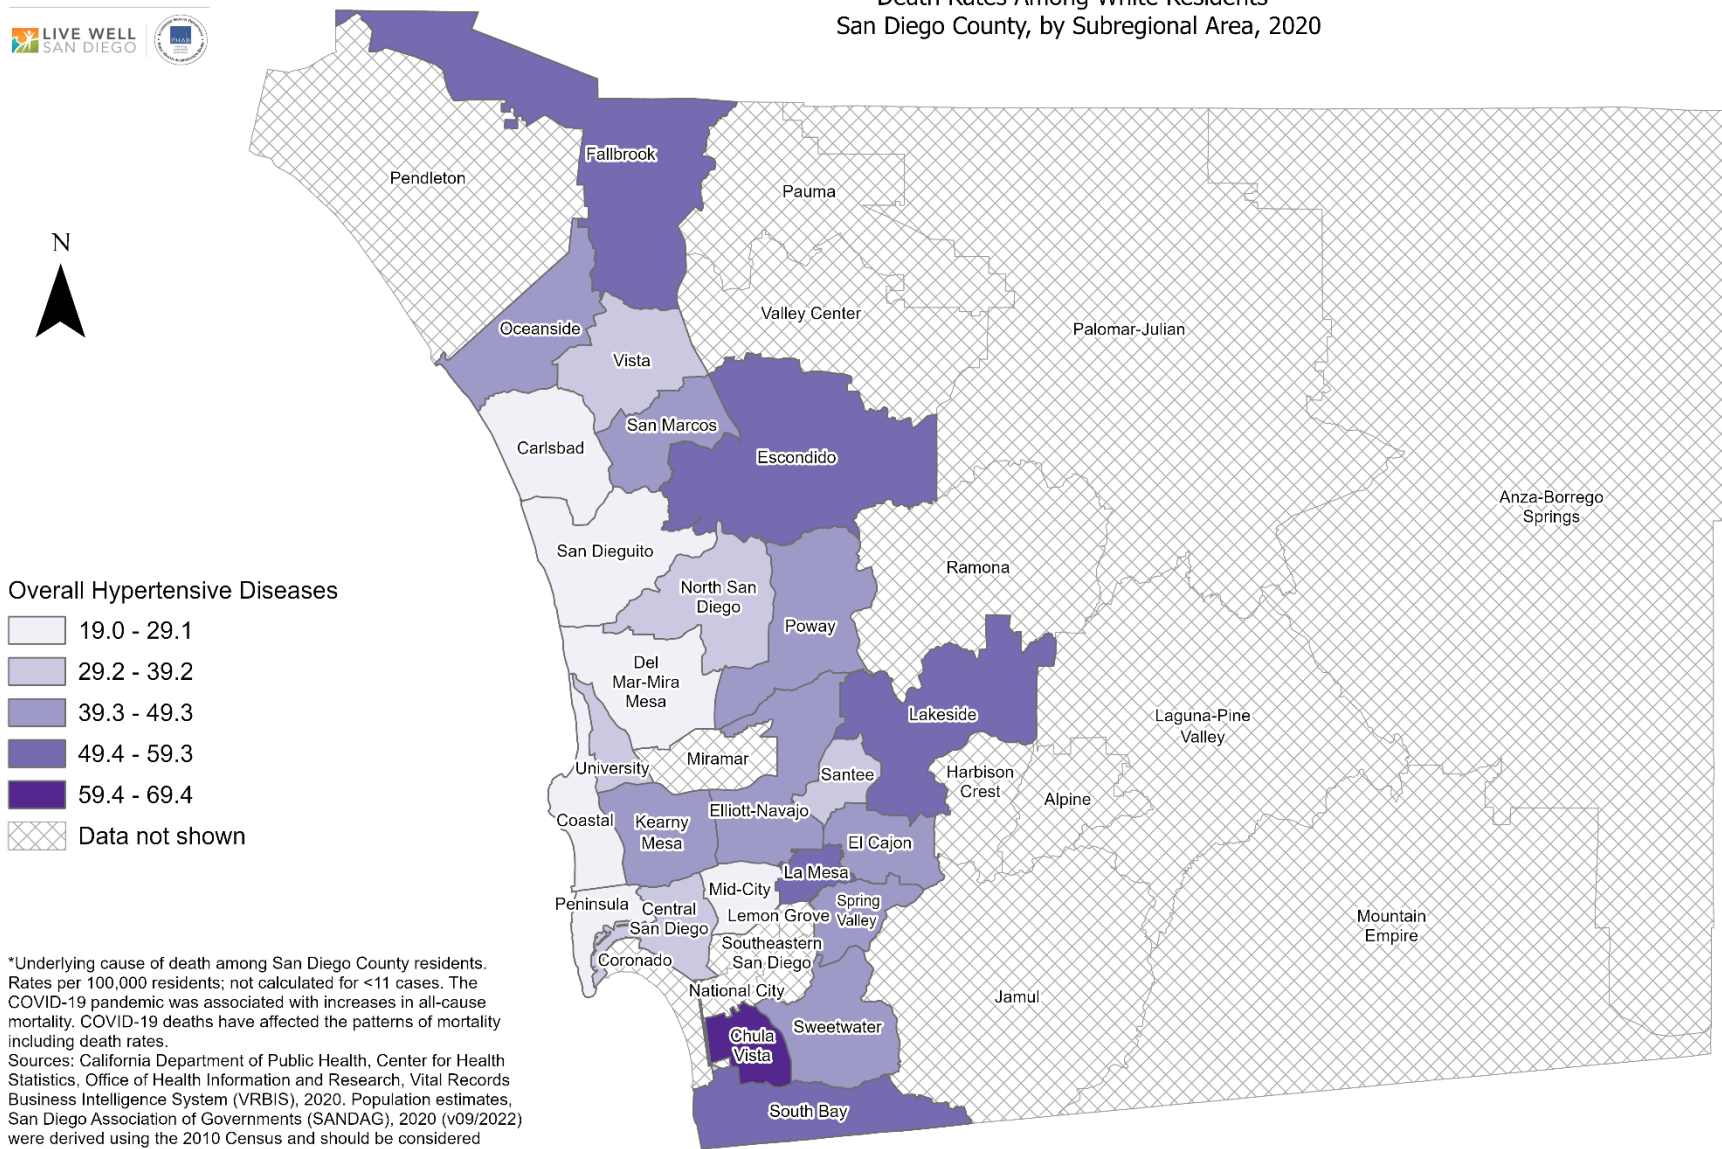 Death Rates Among White Residents
San Diego County, by Subregional Area, 2020
LIVE WELL
SAN DIEGO
PHAB
N
Fallbrook
Pendleton
Pauma
Oceanside
Valley Center
Palomar-Julian
Vista
San Marcos
Carlsbad
Escondido
Anza-Borrego
Springs
San Dieguito
Ramona
North San
Diego
Poway
Del
Mar-Mira
Mesa
Lakeside
Laguna-Pine
Valley
Miramar
University
Santee
Harbison
Crest
Alpine
Coastal
Kearny
Mesa
Elliott-Navajo
El Cajon
La Mesa
Mid-City
Peninsula
Central
San Diego
Lemon Grove
Spring
Valley
Mountain
Empire
Southeastern
San Diego
Coronado
National City
Jamul
Chula
Vista
Sweetwater
South Bay
Overall Hypertensive Diseases
19.0 - 29.1
29.2 - 39.2
39.3 - 49.3
49.4 - 59.3
59.4 - 69.4
Data not shown
*Underlying cause of death among San Diego County residents.
Rates per 100,000 residents; not calculated for <11 cases. The
COVID-19 pandemic was associated with increases in all-cause
mortality. COVID-19 deaths have affected the patterns of mortality
including death rates.
Sources: California Department of Public Health, Center for Health
Statistics, Office of Health Information and Research, Vital Records
Business Intelligence System (VRBIS), 2020. Population estimates,
San Diego Association of Governments (SANDAG), 2020 (v09/2022)
were derived using the 2010 Census and should be considered